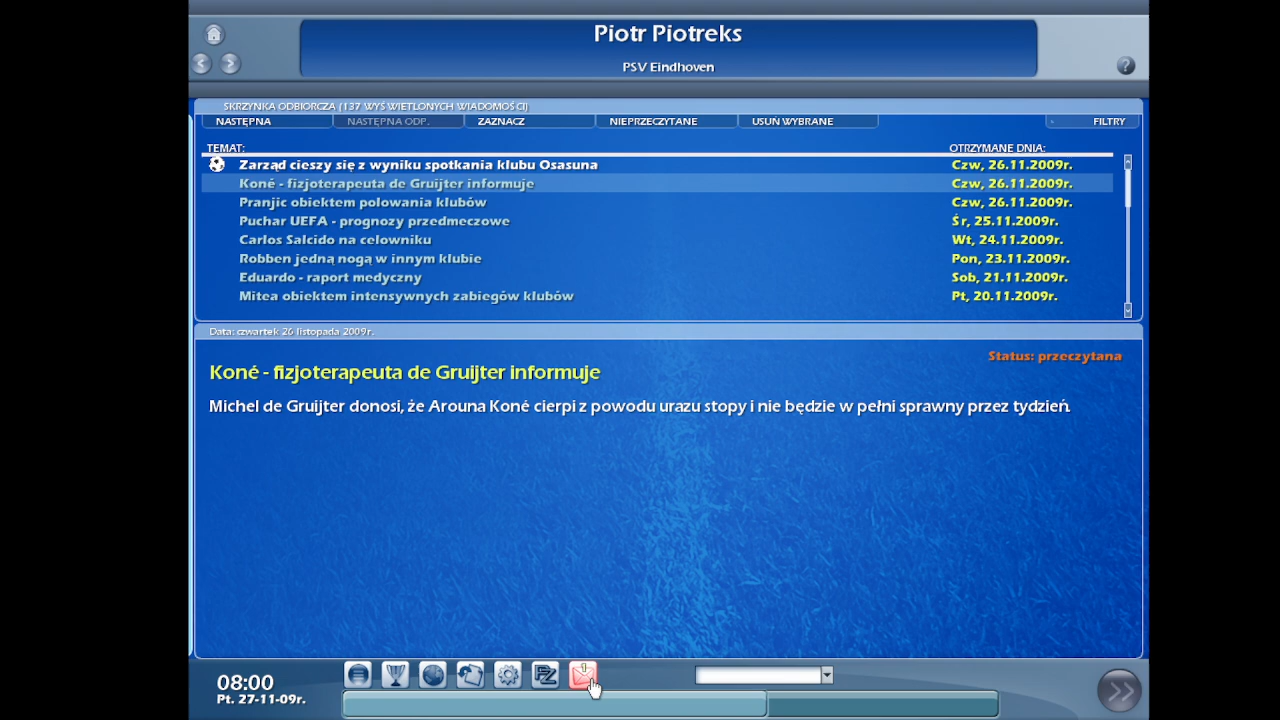 Piotr Piotreks
PSV Eindhoven
?
SKRZYNKA ODBIORCZA (137 WYŚWIETLONYCH WIADOMOŚCI)
NASTĘPNA NASTĘPNA ODP. ZAZNACZ NIEPRZECZYTANE USUŃ WYBRANE FILTRY
TEMAT: OTRZYMANE DNIA:
Zarząd cieszy się z wyniku spotkania klubu Osasuna Czw, 26.11.2009r.
Koné - fizjoterapeuta de Gruijter informuje Czw, 26.11.2009r.
Pranjic obiektem polowania klubów Czw, 26.11.2009r.
Puchar UEFA - prognozy przedmeczowe Śr, 25.11.2009r.
Carlos Salcido na celowniku Wt, 24.11.2009r.
Robben jedną nogą w innym klubie Pon, 23.11.2009r.
Eduardo - raport medyczny Sob, 21.11.2009r.
Mitea obiektem intensywnych zabiegów klubów Pt, 20.11.2009r.
Data: czwartek 26 listopada 2009r.
Status: przeczytana
Koné - fizjoterapeuta de Gruijter informuje
Michel de Gruijter donosi, że Arouna Koné cierpi z powodu urazu stopy i nie będzie w pełni sprawny przez tydzień.
08:00
Pt. 27-11-09r.
FZ
1